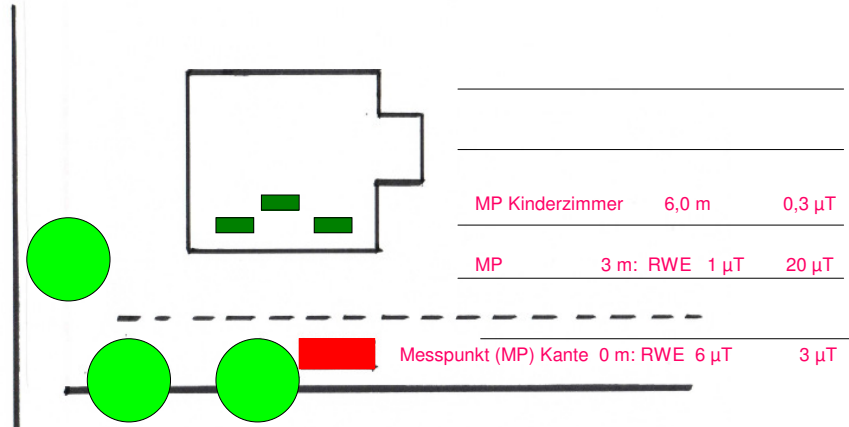 MP Kinderzimmer 6,0 m 0,3 µT
MP 3 m: RWE 1 µT 20 µT
Messpunkt (MP) Kante 0 m: RWE 6 µT 3 µT